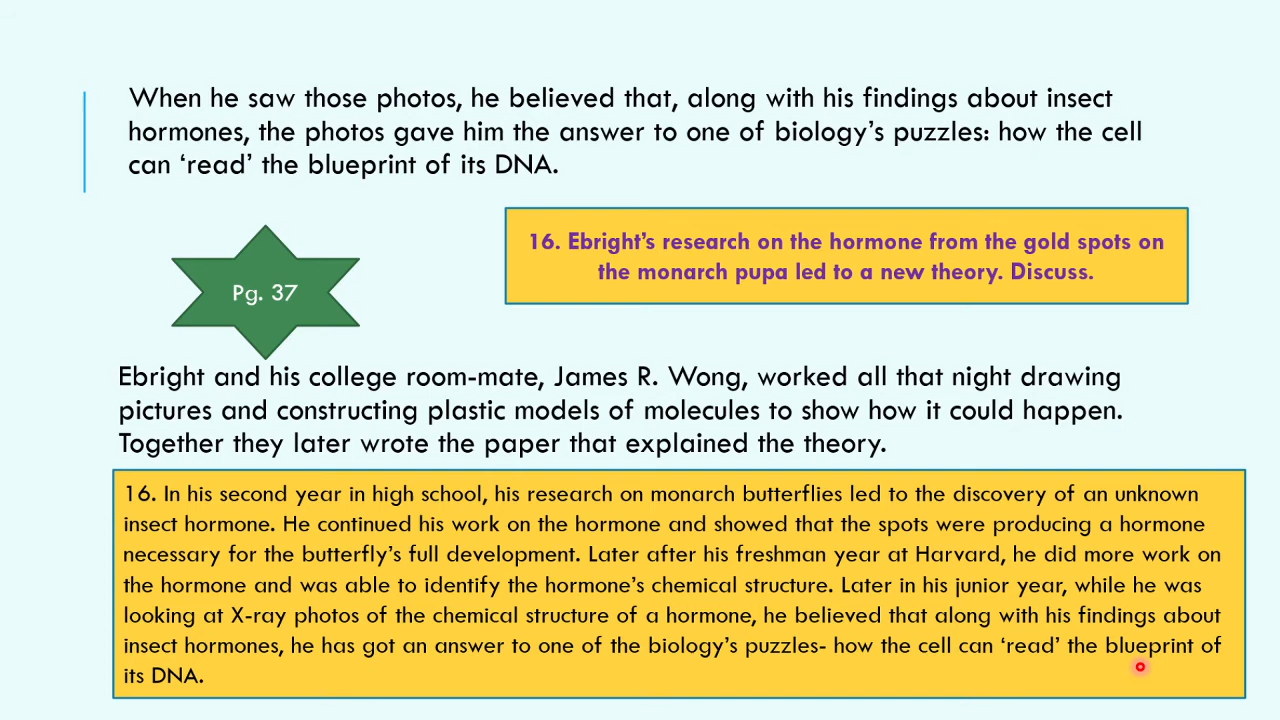 When he saw those photos, he believed that, along with his findings about insect
hormones, the photos gave him the answer to one of biology's puzzles: how the cell
can ‘read’ the blueprint of its DNA.
16. Ebright's research on the hormone from the gold spots on
the monarch pupa led to a new theory. Discuss.
Pg. 37
Ebright and his college room-mate, James R. Wong, worked all that night drawing
pictures and constructing plastic models of molecules to show how it could happen.
Together they later wrote the paper that explained the theory.
16. In his second year in high school, his research on monarch butterflies led to the discovery of an unknown
insect hormone. He continued his work on the hormone and showed that the spots were producing a hormone
necessary for the butterfly's full development. Later after his freshman year at Harvard, he did more work on
the hormone and was able to identify the hormone's chemical structure. Later in his junior year, while he was
looking at X-ray photos of the chemical structure of a hormone, he believed that along with his findings about
insect hormones, he has got an answer to one of the biology's puzzles- how the cell can ‘read’ the blueprint of
its DNA.